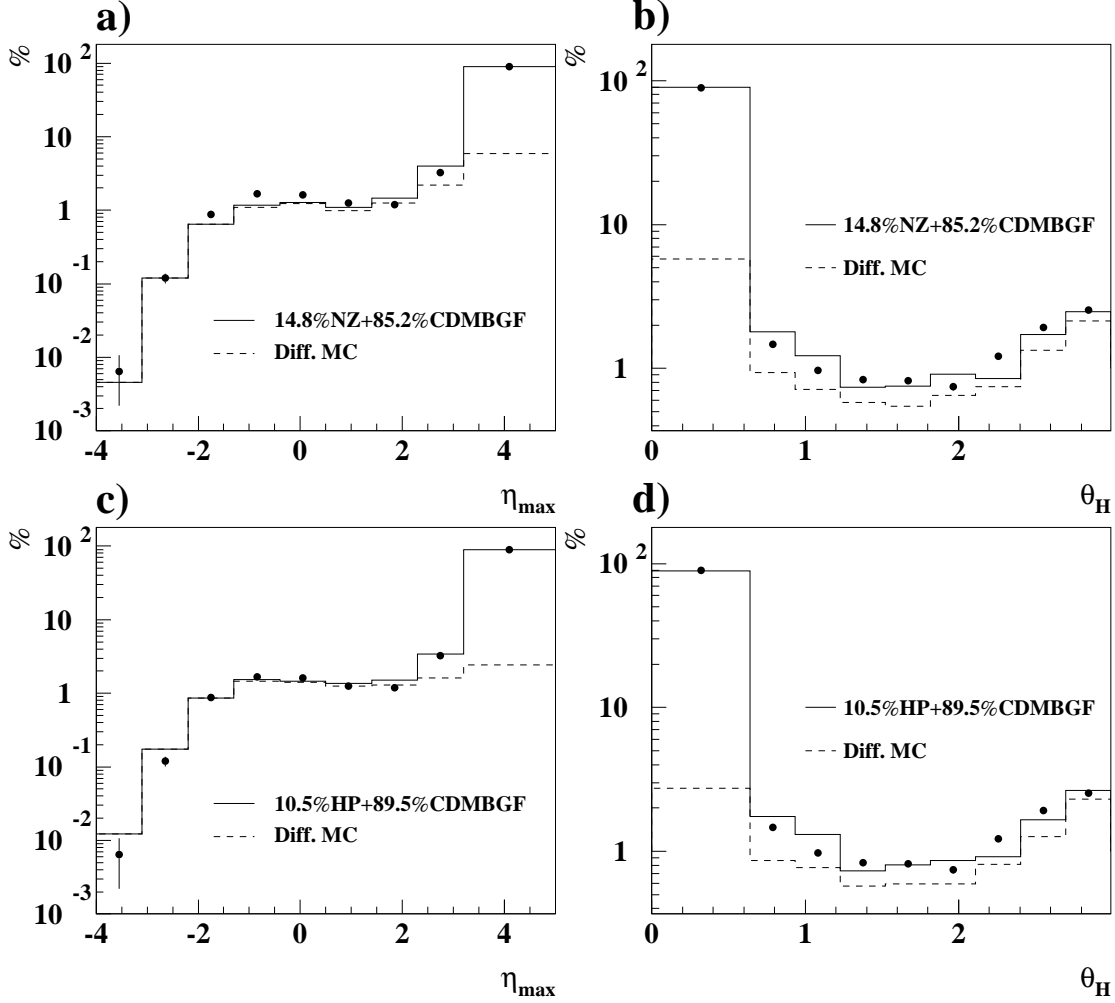 a)
%
10 2
10
1
10 -1
10 -2
10 -3
-4 -2 0 2 4
ηmax
14.8%NZ+85.2%CDMBGF
Diff. MC
b)
%
10 2
10
1
0 1 2
θH
14.8%NZ+85.2%CDMBGF
Diff. MC
c)
%
10 2
10
1
10 -1
10 -2
10 -3
-4 -2 0 2 4
ηmax
10.5%HP+89.5%CDMBGF
Diff. MC
d)
%
10 2
10
1
0 1 2
θH
10.5%HP+89.5%CDMBGF
Diff. MC